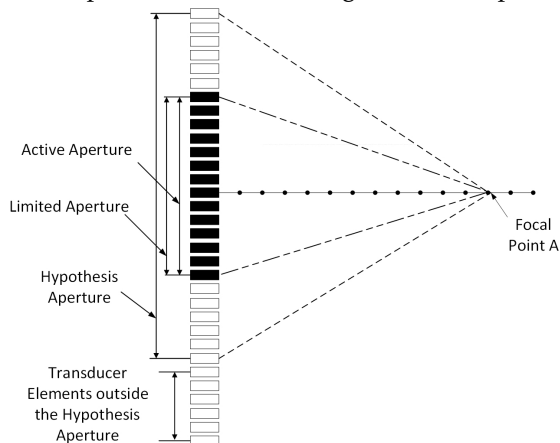 Active Aperture
Limited Aperture
Hypothesis
Aperture
Transducer
Elements outside
the Hypothesis
Aperture
Focal
Point A